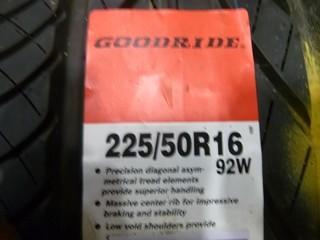 GOODRIDE.
225/50R16
92W
• Precision diagonal asym-
metrical tread elements
provide superior handling
• Massive center rib for impressive
braking and stability
• Low void shoulders provide